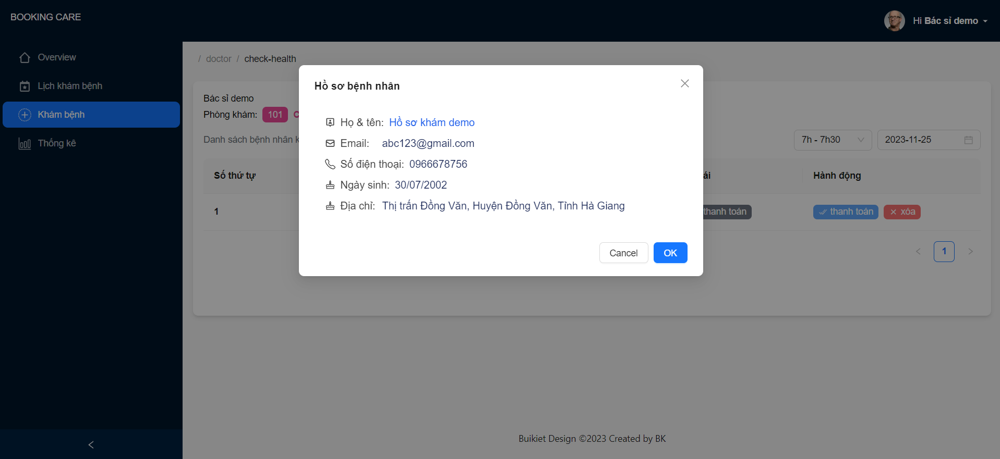 BOOKING CARE
Hi Bác sỉ demo
Overview
Lịch khám bệnh
Khám bệnh
Thống kê
/ doctor / check-health
Bác sỉ demo
Phòng khám: 101
Danh sách bệnh nhân
7h - 7h30
2023-11-25
Số thứ tự
Hành động
1
thanh toán
thanh toán
xóa
1
Hồ sơ bệnh nhân
Họ & tên: Hồ sơ khám demo
Email: abc123@gmail.com
Số điện thoại: 0966678756
Ngày sinh: 30/07/2002
Địa chỉ: Thị trấn Đồng Văn, Huyện Đồng Văn, Tỉnh Hà Giang
Cancel
OK
Buikiet Design ©2023 Created by BK